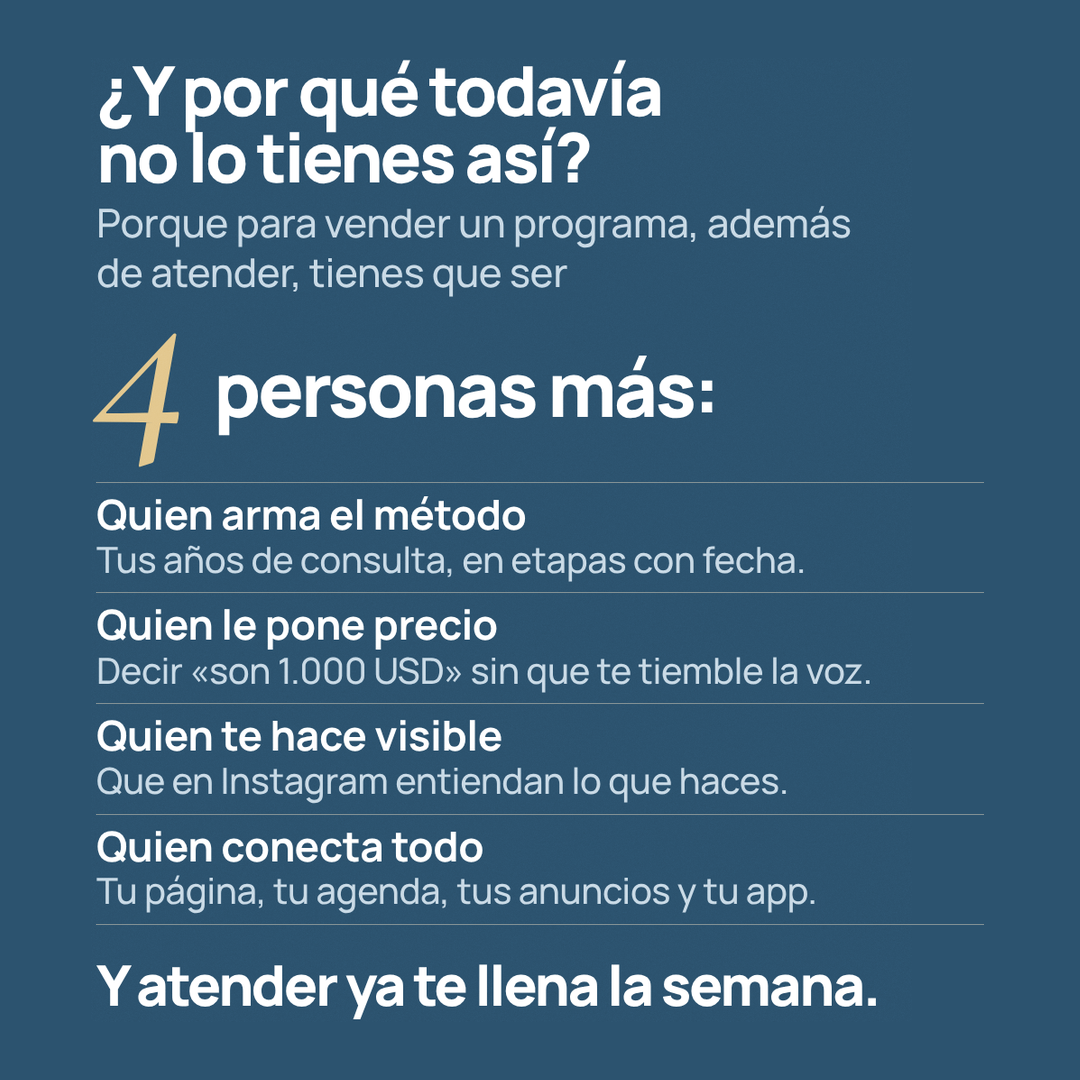 ¿Y por qué todavía
no lo tienes así?
Porque para vender un programa, además
de atender, tienes que ser
4 personas más:
Quien arma el método
Tus años de consulta, en etapas con fecha.
Quien le pone precio
Decir «son 1.000 USD» sin que te tiemble la voz.
Quien te hace visible
Que en Instagram entiendan lo que haces.
Quien conecta todo
Tu página, tu agenda, tus anuncios y tu app.
Y atender ya te llena la semana.